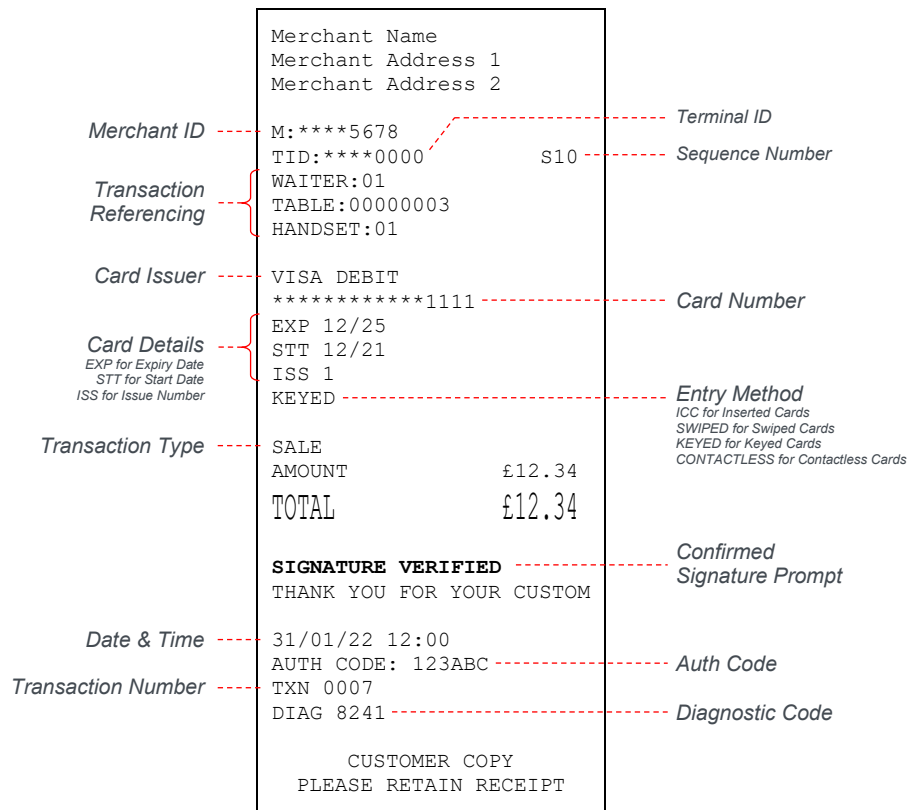 Merchant Name
Merchant Address 1
Merchant Address 2
Merchant ID
M:****5678
Terminal ID
TID:****0000 S10
Sequence Number
Transaction
Referencing
WAITER:01
TABLE:00000003
HANDSET:01
Card Issuer
VISA DEBIT
************1111
Card Number
Card Details
EXP for Expiry Date
STT for Start Date
ISS for Issue Number
EXP 12/25
STT 12/21
ISS 1
KEYED
Entry Method
ICC for Inserted Cards
SWIPED for Swiped Cards
KEYED for Keyed Cards
CONTACTLESS for Contactless Cards
Transaction Type
SALE
AMOUNT £12.34
TOTAL £12.34
SIGNATURE VERIFIED
Confirmed
Signature Prompt
THANK YOU FOR YOUR CUSTOM
Date & Time
31/01/22 12:00
AUTH CODE: 123ABC
Auth Code
Transaction Number
TXN 0007
DIAG 8241
Diagnostic Code
CUSTOMER COPY
PLEASE RETAIN RECEIPT